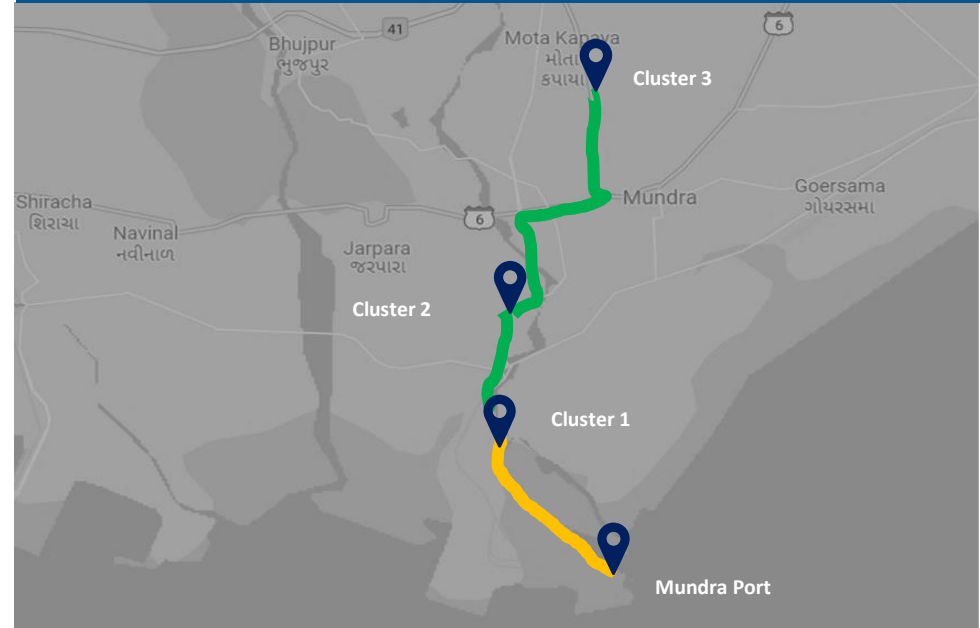 41
6
Bhujpur
ભુજપુર
Mota Kapaya
મોતા
કપાયા
Cluster 3
Shiracha
શિરાચા
Navinal
નવીનાળ
6
Mundra
Goersama
ગોયરસમા
Jarpara
જરપારા
Cluster 2
Cluster 1
Mundra Port